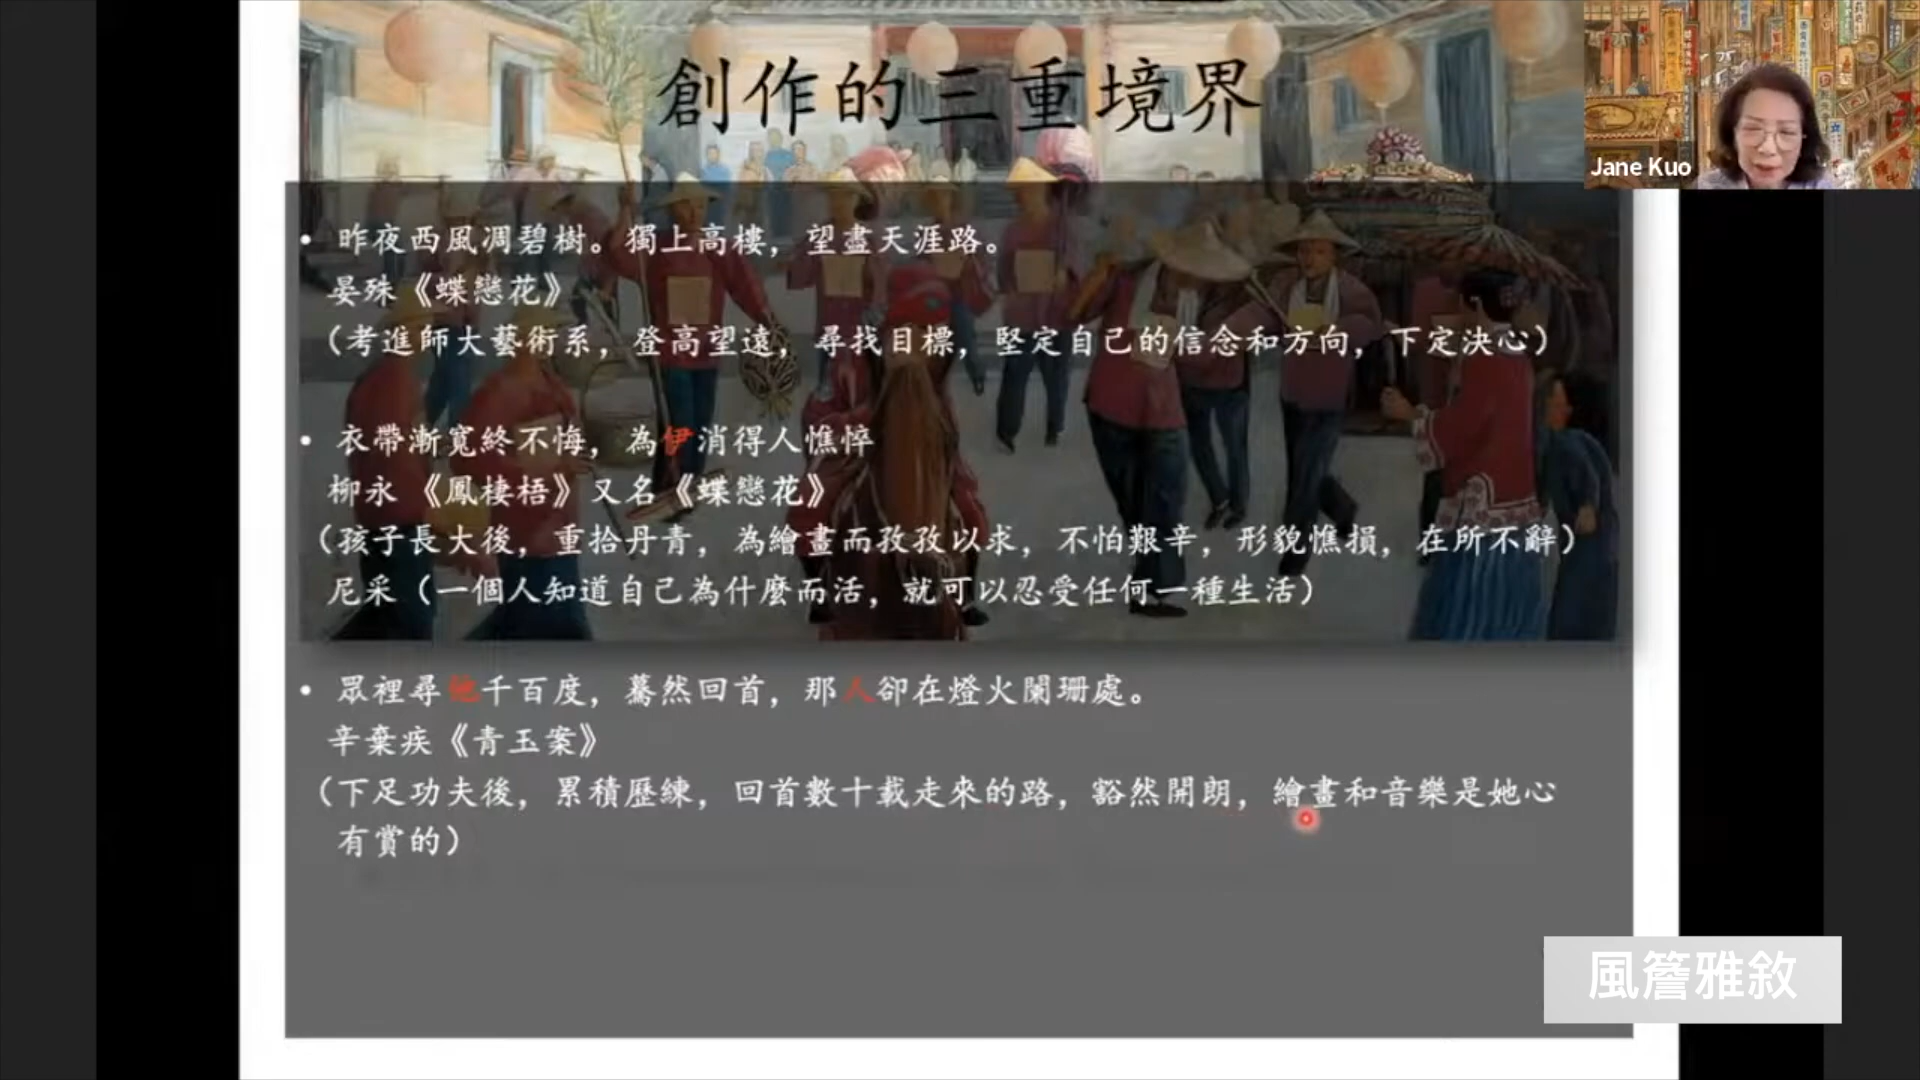 創作的三重境界
Jane Kuo
• 昨夜西風凋碧樹。獨上高樓，望盡天涯路。
晏殊《蝶戀花》
（考進師大藝術系，登高望遠，尋找目標，堅定自己的信念和方向，下定決心）
• 衣帶漸寬終不悔，為伊消得人憔悴
柳永 《鳳棲梧》又名《蝶戀花》
（孩子長大後，重拾丹青，為繪畫而孜孜以求，不怕艱辛，形貌憔損，在所不辭）
尼采（一個人知道自己為什麼而活，就可以忍受任何一種生活）
• 眾裡尋她千百度，驀然回首，那人卻在燈火闌珊處。
辛棄疾《青玉案》
（下足功夫後，累積歷練，回首數十載走來的路，豁然開朗，繪畫和音樂是她心
有賞的）
風簷雅敘